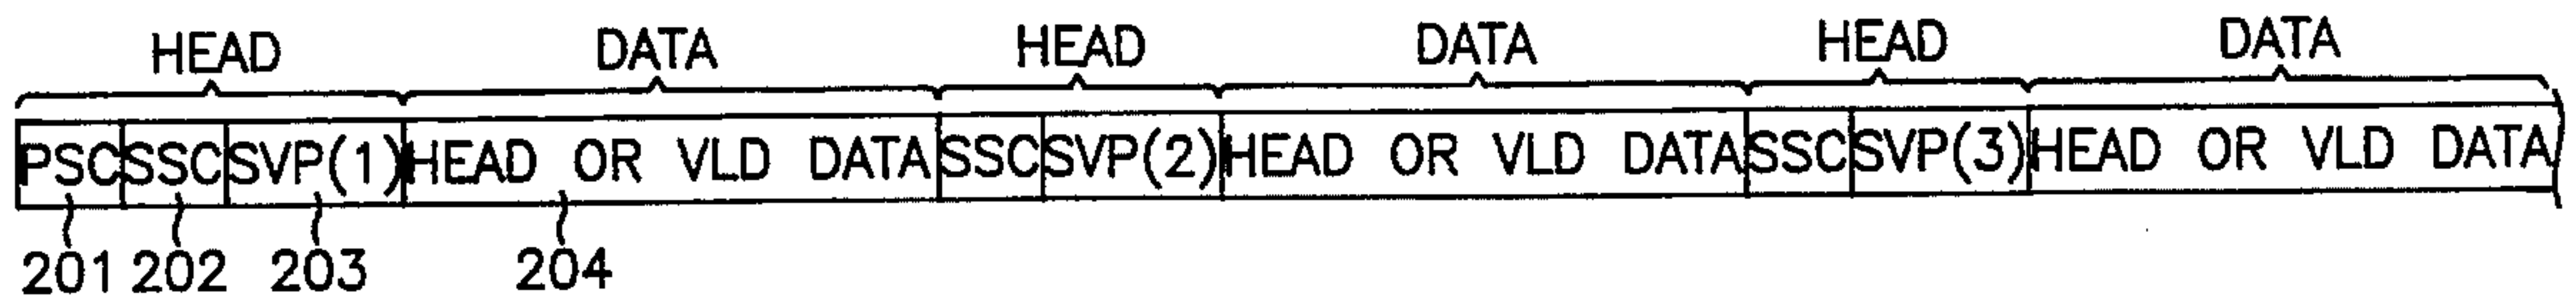 HEAD DATA HEAD DATA HEAD DATA
PSC SSC SVP(1) HEAD OR VLD DATA SSC SVP(2) HEAD OR VLD DATA SSC SVP(3) HEAD OR VLD DATA
201 202 203 204